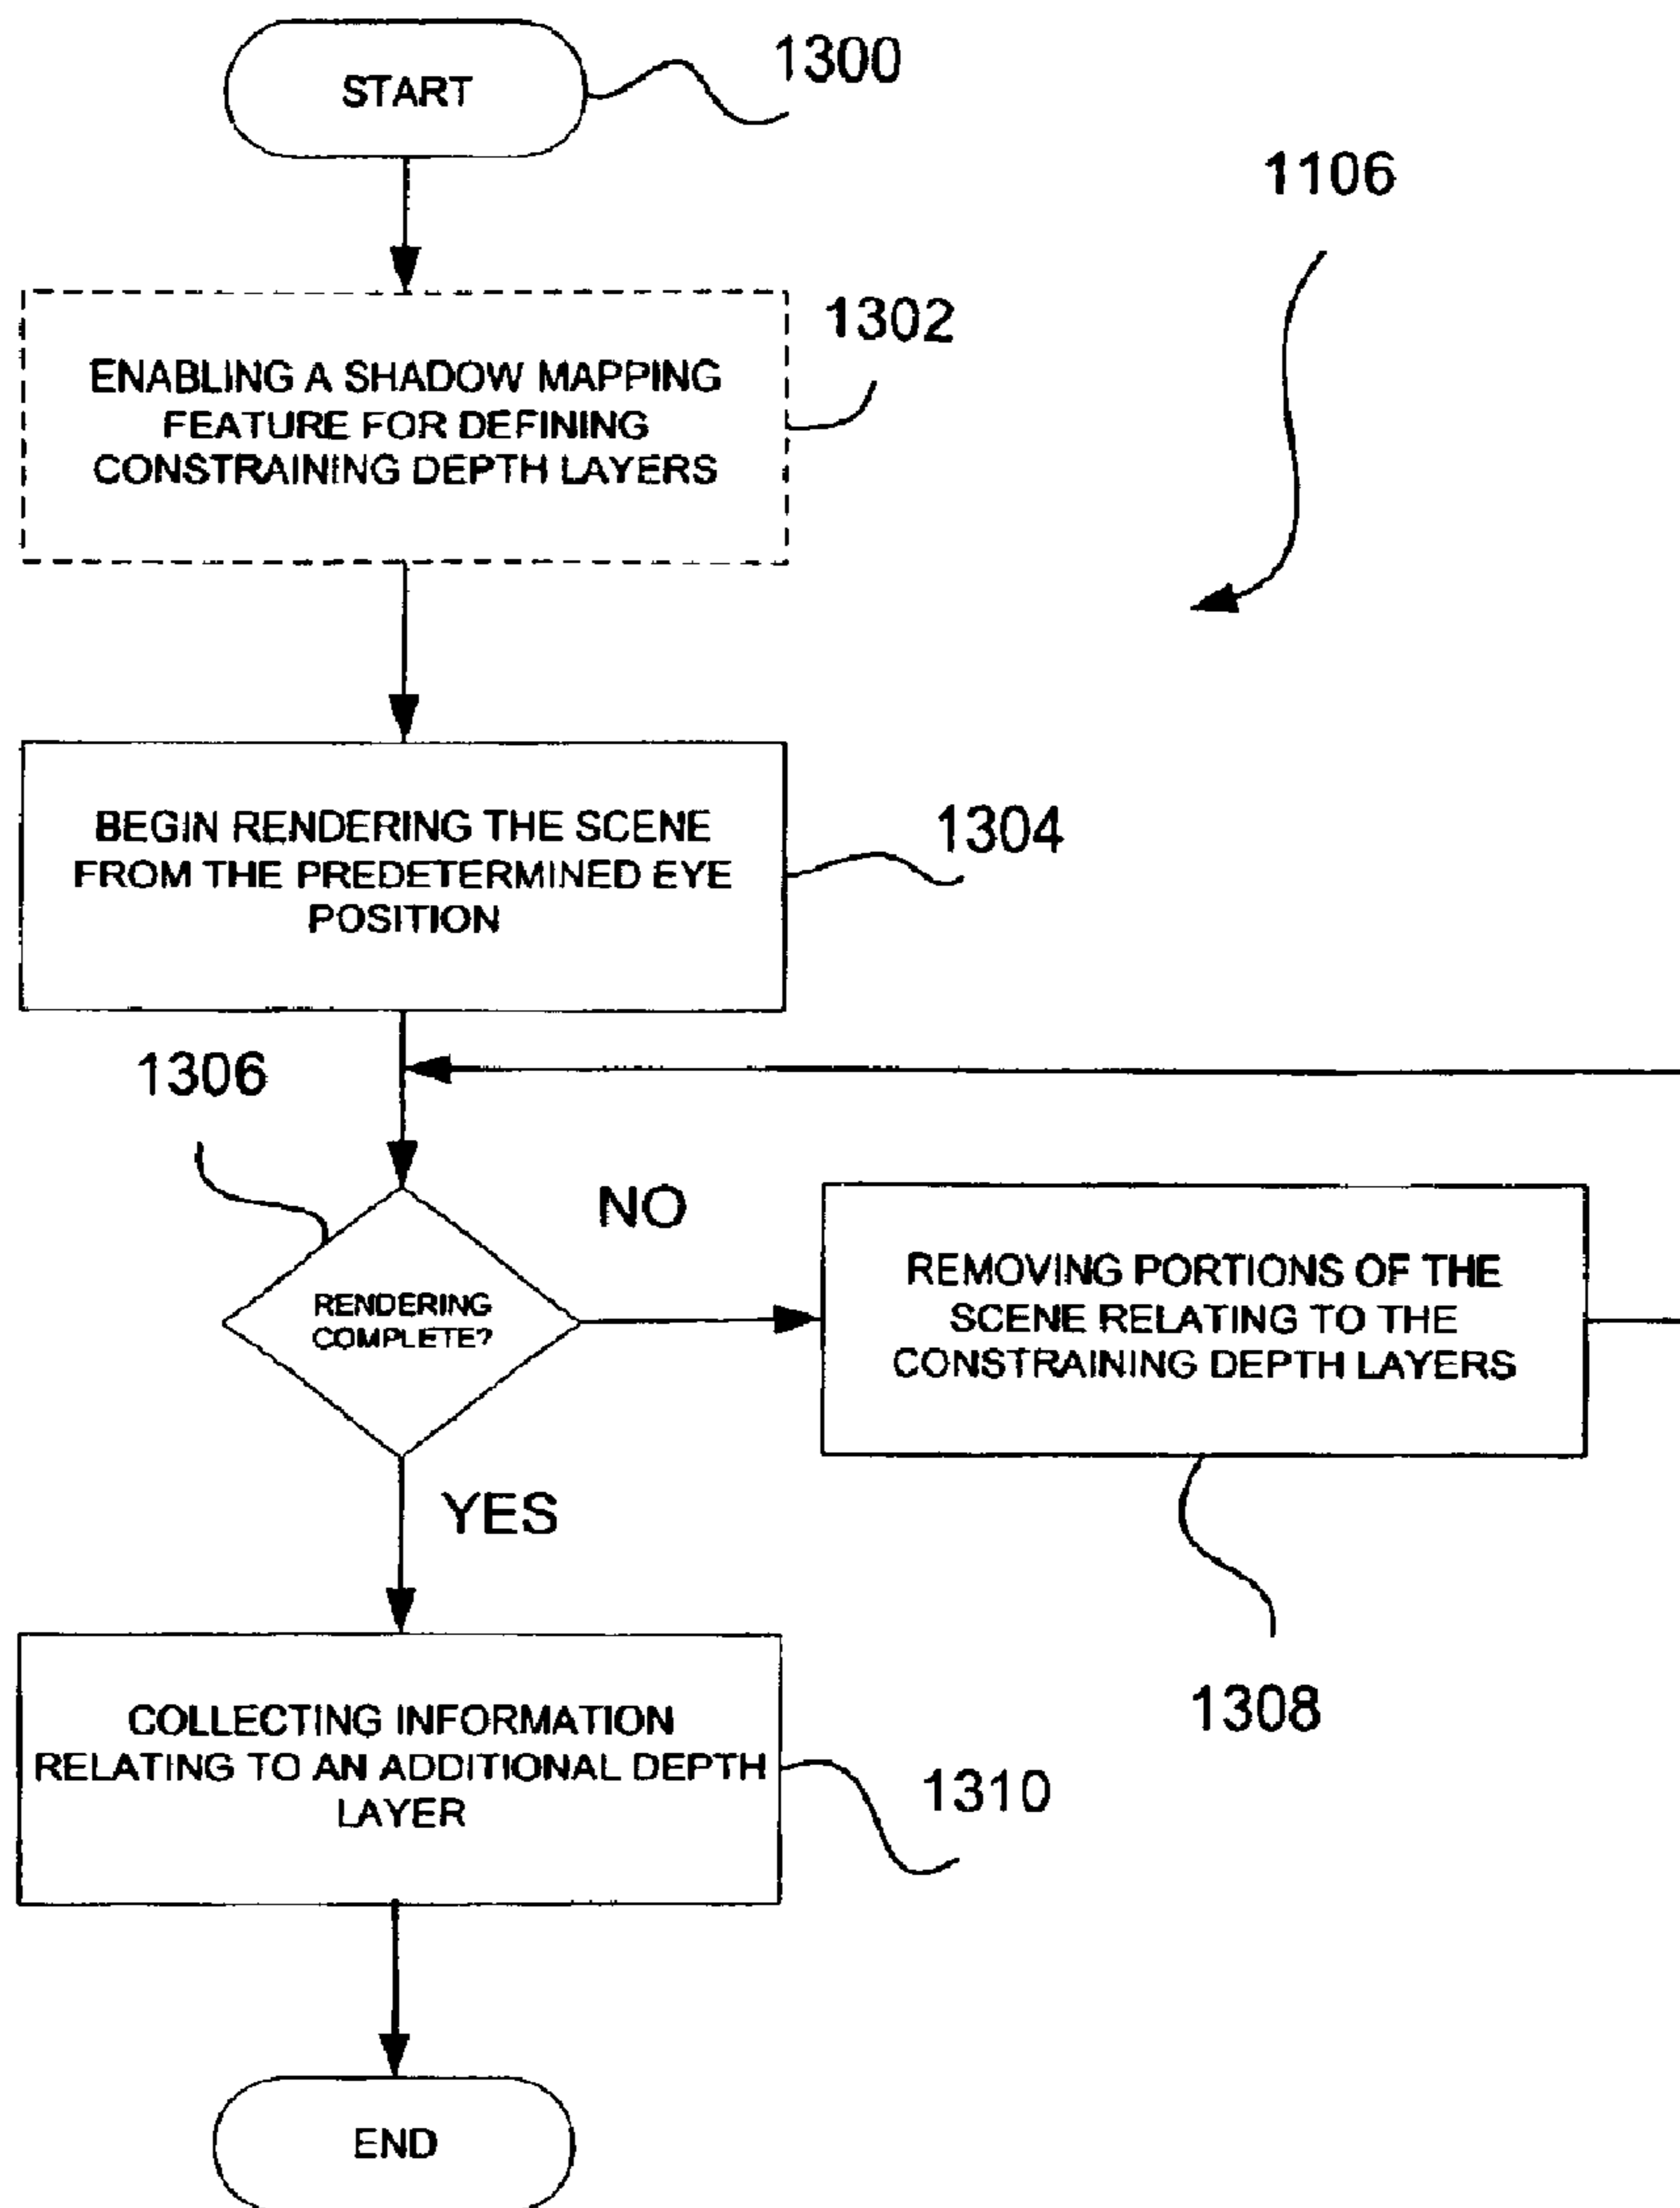 START
1300
1106
1302
ENABLING A SHADOW MAPPING
FEATURE FOR DEFINING
CONSTRAINING DEPTH LAYERS
BEGIN RENDERING THE SCENE
FROM THE PREDETERMINED EYE
POSITION
1304
1306
NO
RENDERING
COMPLETE?
REMOVING PORTIONS OF THE
SCENE RELATING TO THE
CONSTRAINING DEPTH LAYERS
YES
1308
COLLECTING INFORMATION
RELATING TO AN ADDITIONAL DEPTH
LAYER
1310
END